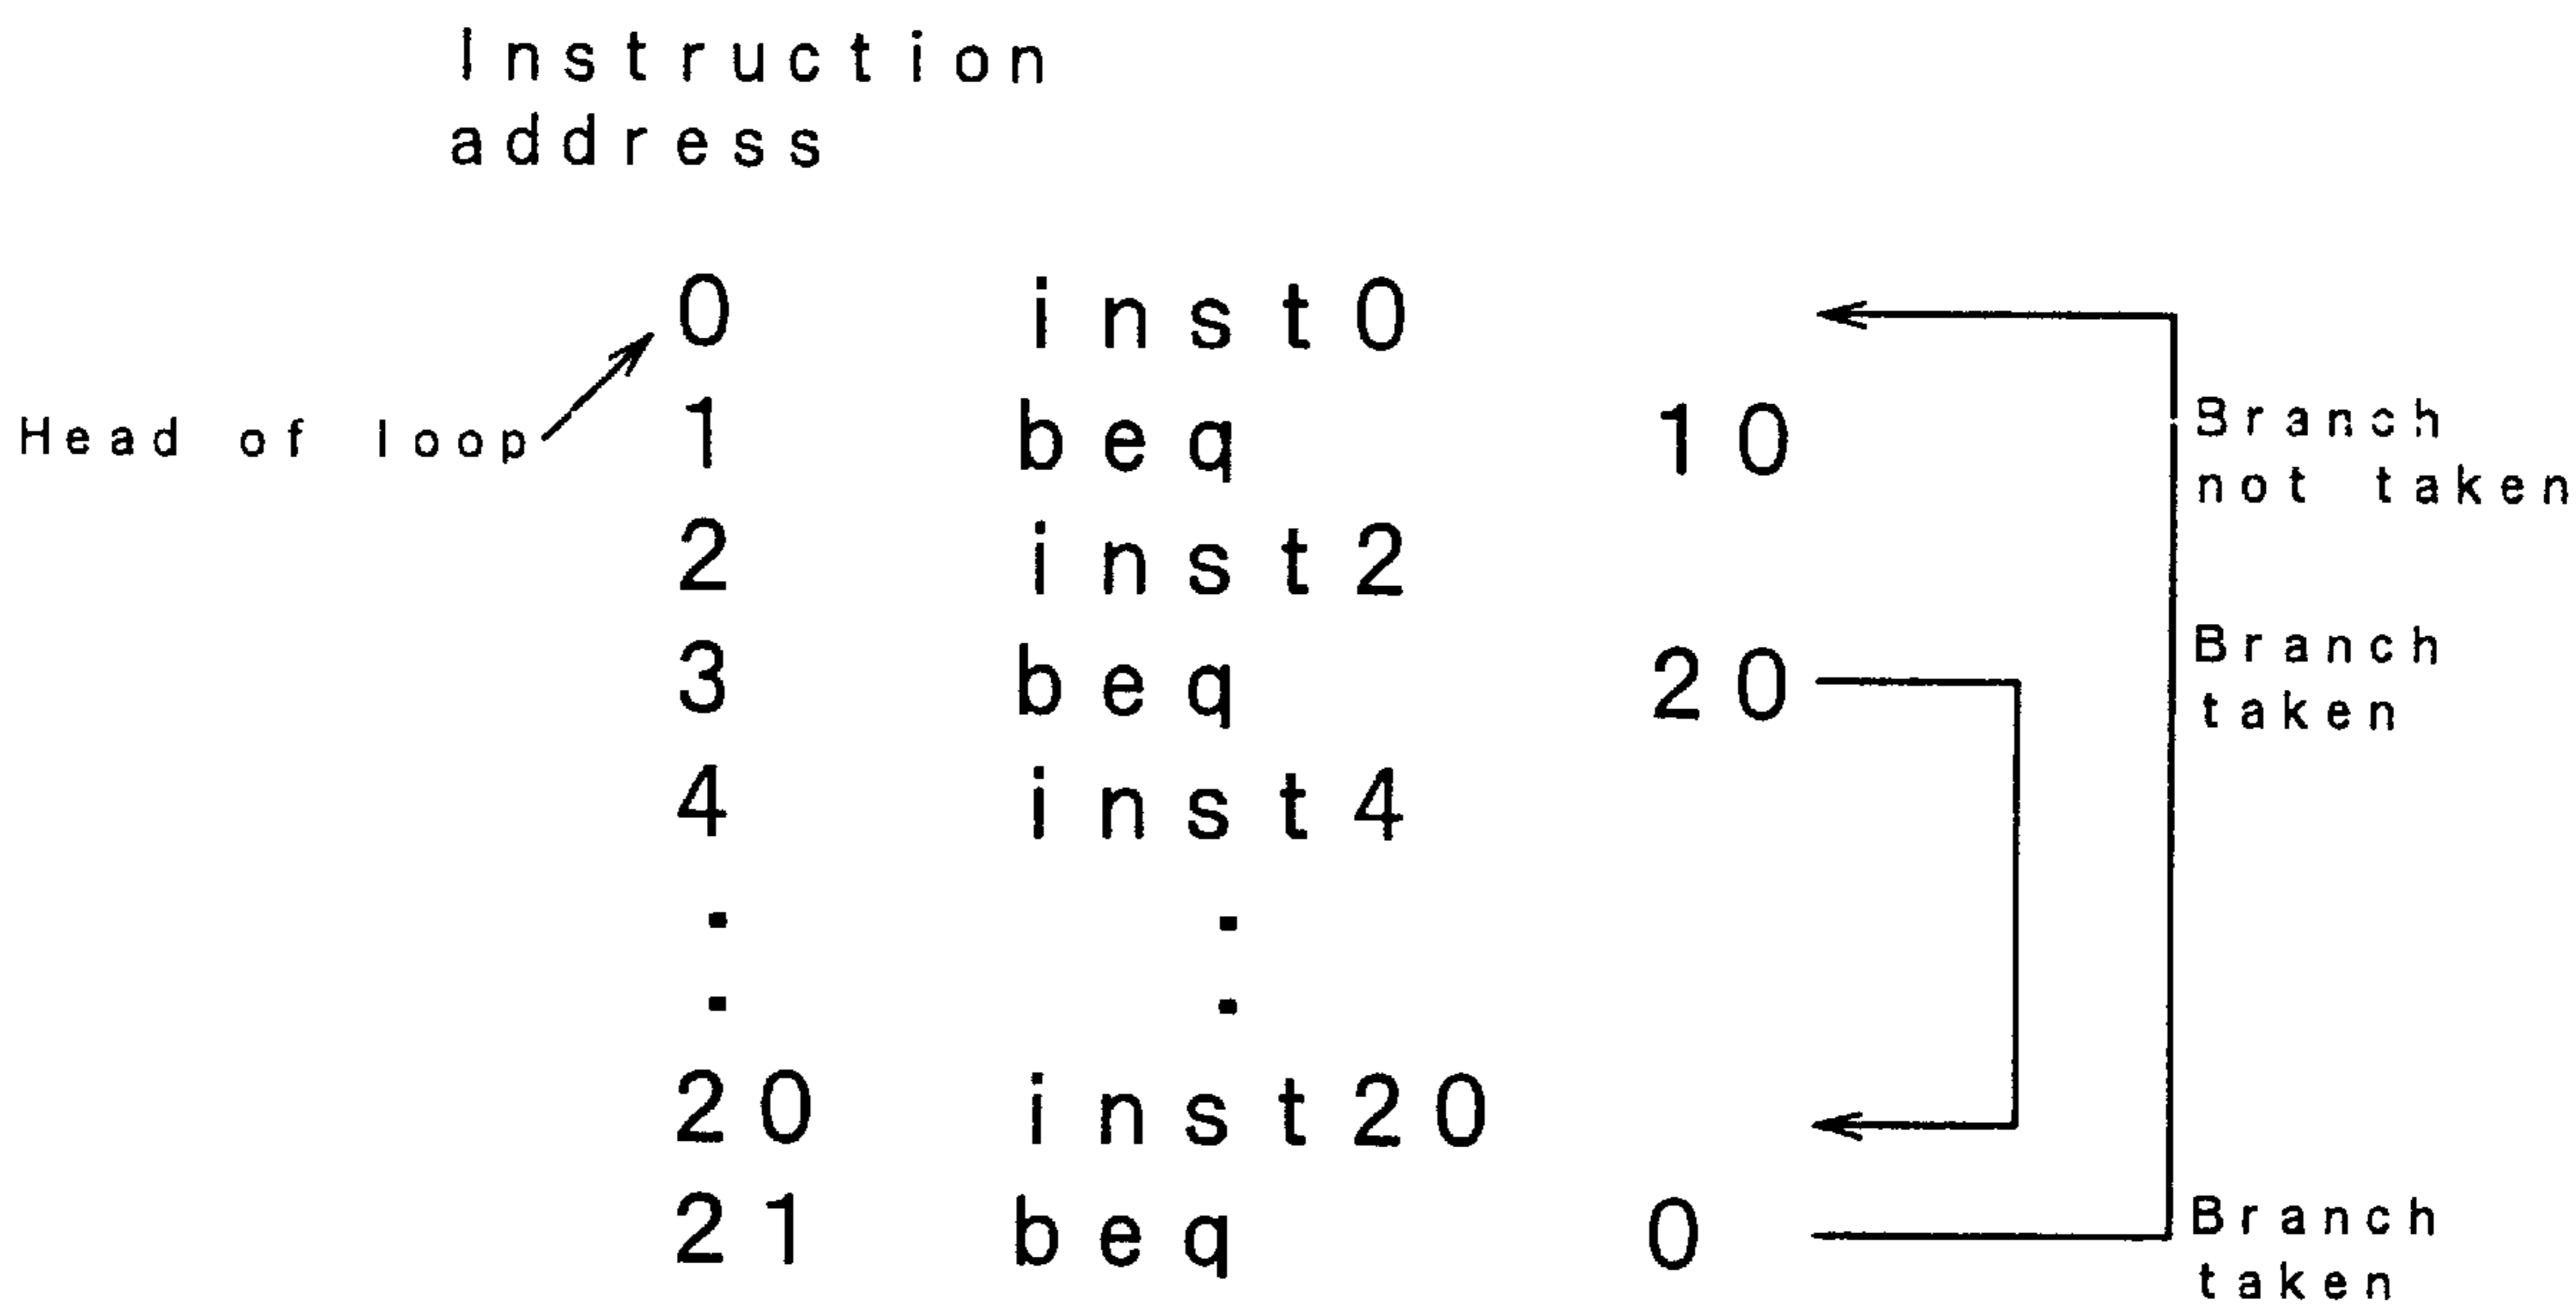 Instruction
address
0 inst0
Head of loop 1 beq 10 Branch
not taken
2 inst2
3 beq 20 Branch
taken
4 inst4
. .
. .
20 inst20
21 beq 0 Branch
taken